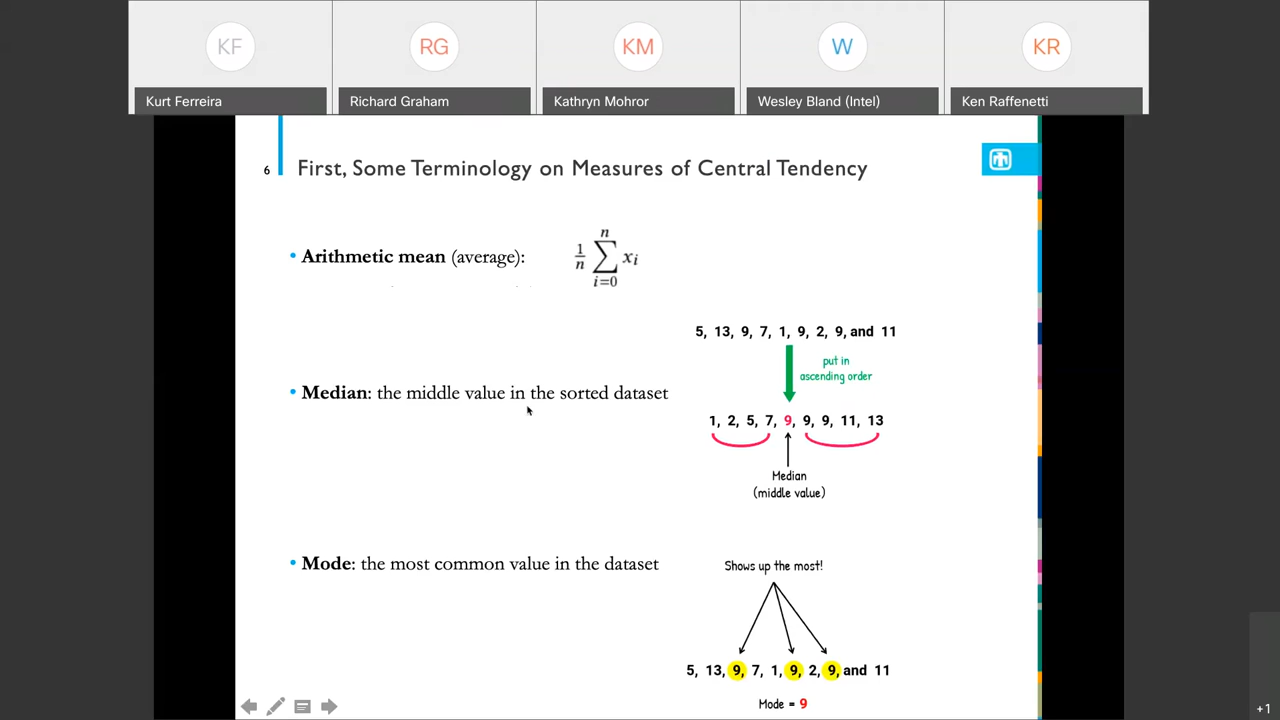 KF
RG
KM
W
KR
Kurt Ferreira
Richard Graham
Kathryn Mohror
Wesley Bland (Intel)
Ken Raffenetti
6
First, Some Terminology on Measures of Central Tendency
• Arithmetic mean (average):
1/n ∑ i=0 n xᵢ
5, 13, 9, 7, 1, 9, 2, 9, and 11
put in
ascending order
• Median: the middle value in the sorted dataset
1, 2, 5, 7, 9, 9, 9, 11, 13
Median
(middle value)
• Mode: the most common value in the dataset
Shows up the most!
5, 13, 9, 7, 1, 9, 2, 9, and 11
Mode = 9
+1